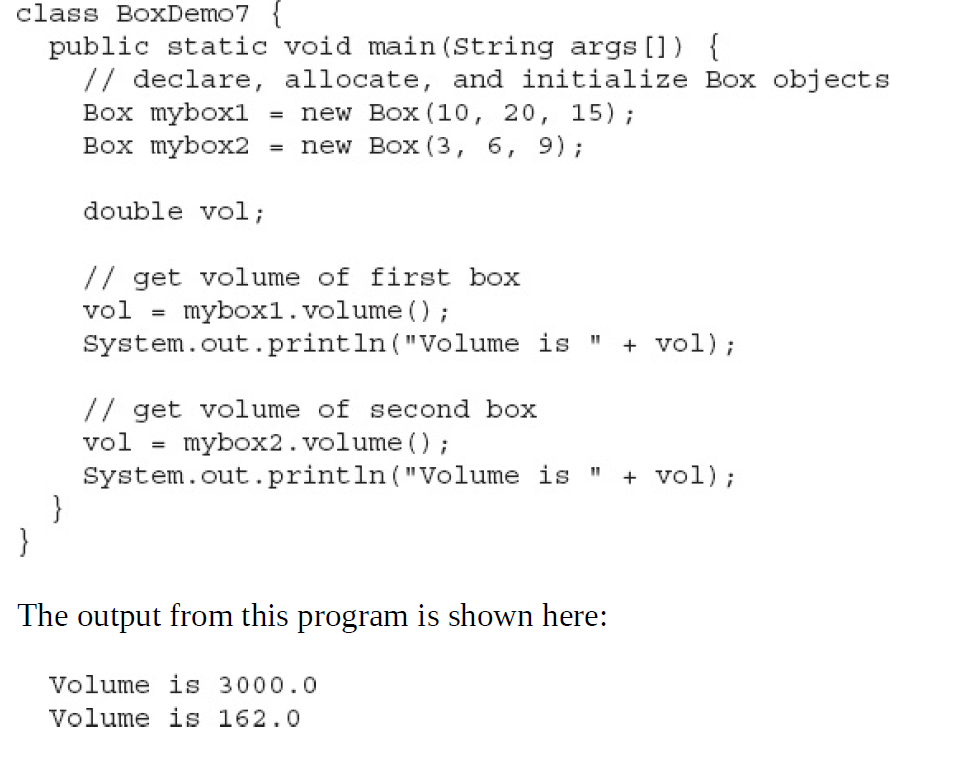 class BoxDemo7 {
  public static void main(String args[]) {
    // declare, allocate, and initialize Box objects
    Box mybox1 = new Box(10, 20, 15);
    Box mybox2 = new Box(3, 6, 9);

    double vol;

    // get volume of first box
    vol = mybox1.volume();
    System.out.println("Volume is " + vol);

    // get volume of second box
    vol = mybox2.volume();
    System.out.println("Volume is " + vol);
  }
}
The output from this program is shown here:
  Volume is 3000.0
  Volume is 162.0